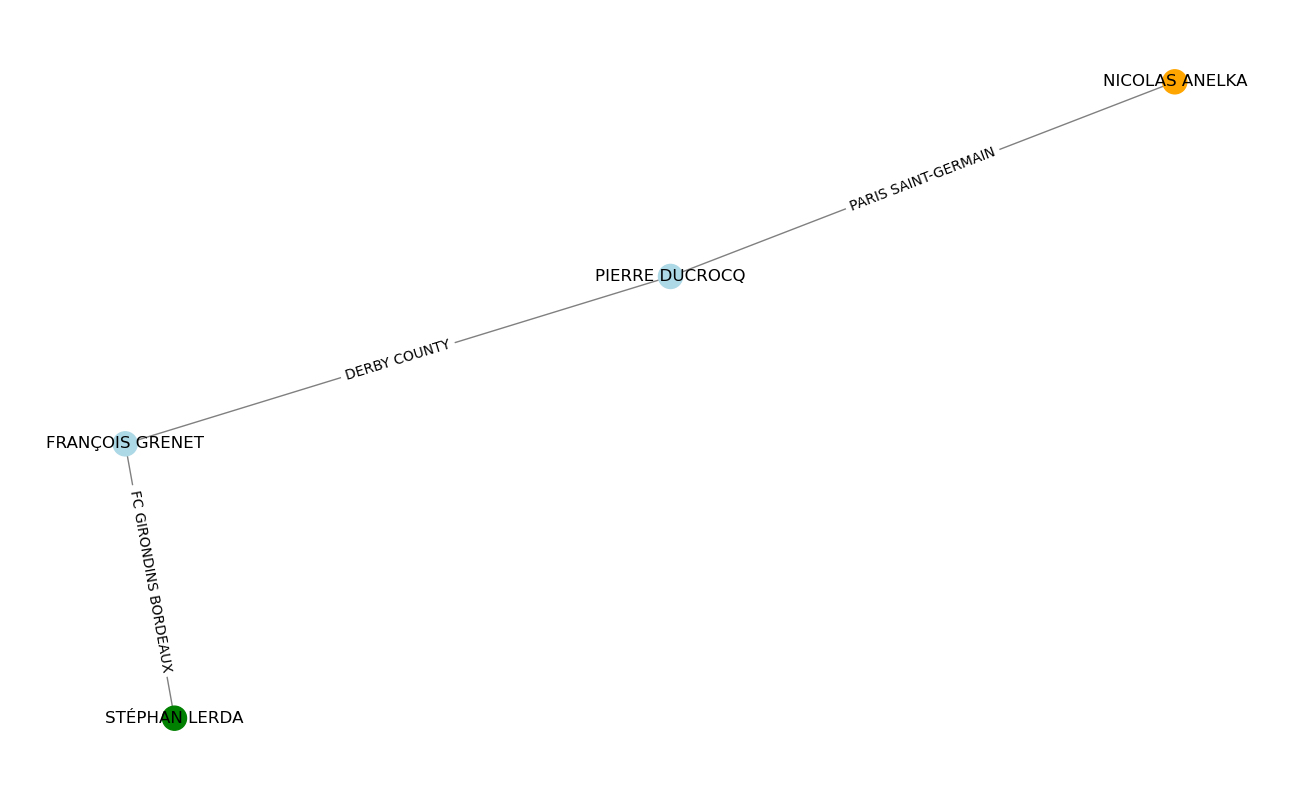 NICOLAS ANELKA
PARIS SAINT-GERMAIN
PIERRE DUCROCQ
DERBY COUNTY
FRANÇOIS GRENET
FC GIRONDINS BORDEAUX
STÉPHAN LERDA